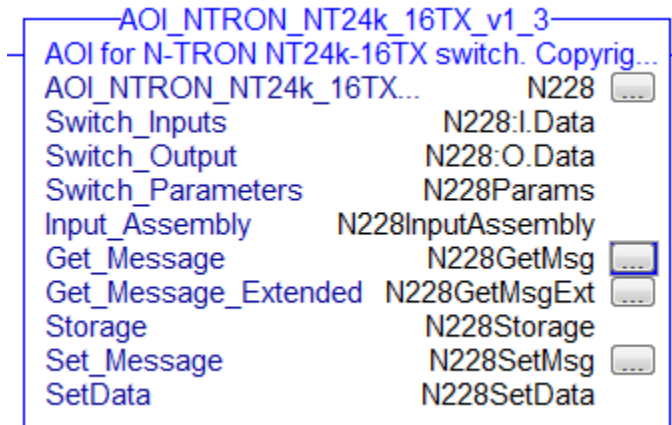 AOI_NTRON_NT24k_16TX_v1_3
AOI for N-TRON NT24k-16TX switch. Copyrig...
AOI_NTRON_NT24k_16TX... N228 ...
Switch_Inputs N228:I.Data
Switch_Output N228:O.Data
Switch_Parameters N228Params
Input_Assembly N228InputAssembly
Get_Message N228GetMsg ...
Get_Message_Extended N228GetMsgExt ...
Storage N228Storage
Set_Message N228SetMsg ...
SetData N228SetData